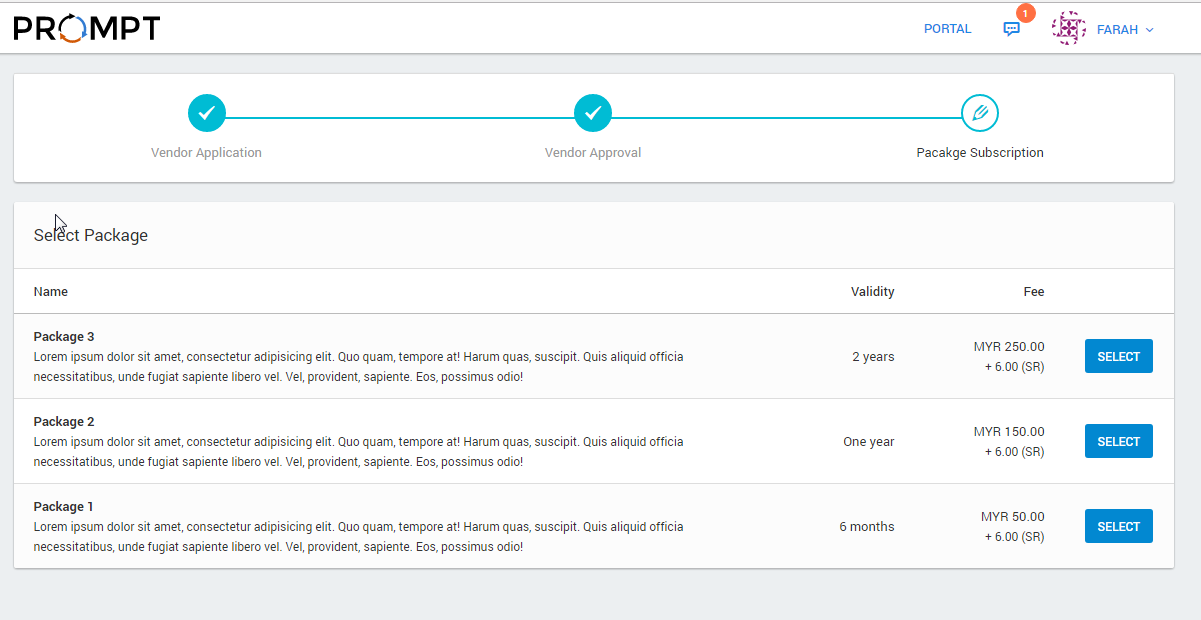 PROMPT
PORTAL
1
FARAH
Vendor Application
Vendor Approval
Pacakge Subscription
Select Package
Name Validity Fee
Package 3
Lorem ipsum dolor sit amet, consectetur adipisicing elit. Quo quam, tempore at! Harum quas, suscipit. Quis aliquid officia
necessitatibus, unde fugiat sapiente libero vel. Vel, provident, sapiente. Eos, possimus odio!
2 years
MYR 250.00
+ 6.00 (SR)
SELECT
Package 2
Lorem ipsum dolor sit amet, consectetur adipisicing elit. Quo quam, tempore at! Harum quas, suscipit. Quis aliquid officia
necessitatibus, unde fugiat sapiente libero vel. Vel, provident, sapiente. Eos, possimus odio!
One year
MYR 150.00
+ 6.00 (SR)
SELECT
Package 1
Lorem ipsum dolor sit amet, consectetur adipisicing elit. Quo quam, tempore at! Harum quas, suscipit. Quis aliquid officia
necessitatibus, unde fugiat sapiente libero vel. Vel, provident, sapiente. Eos, possimus odio!
6 months
MYR 50.00
+ 6.00 (SR)
SELECT